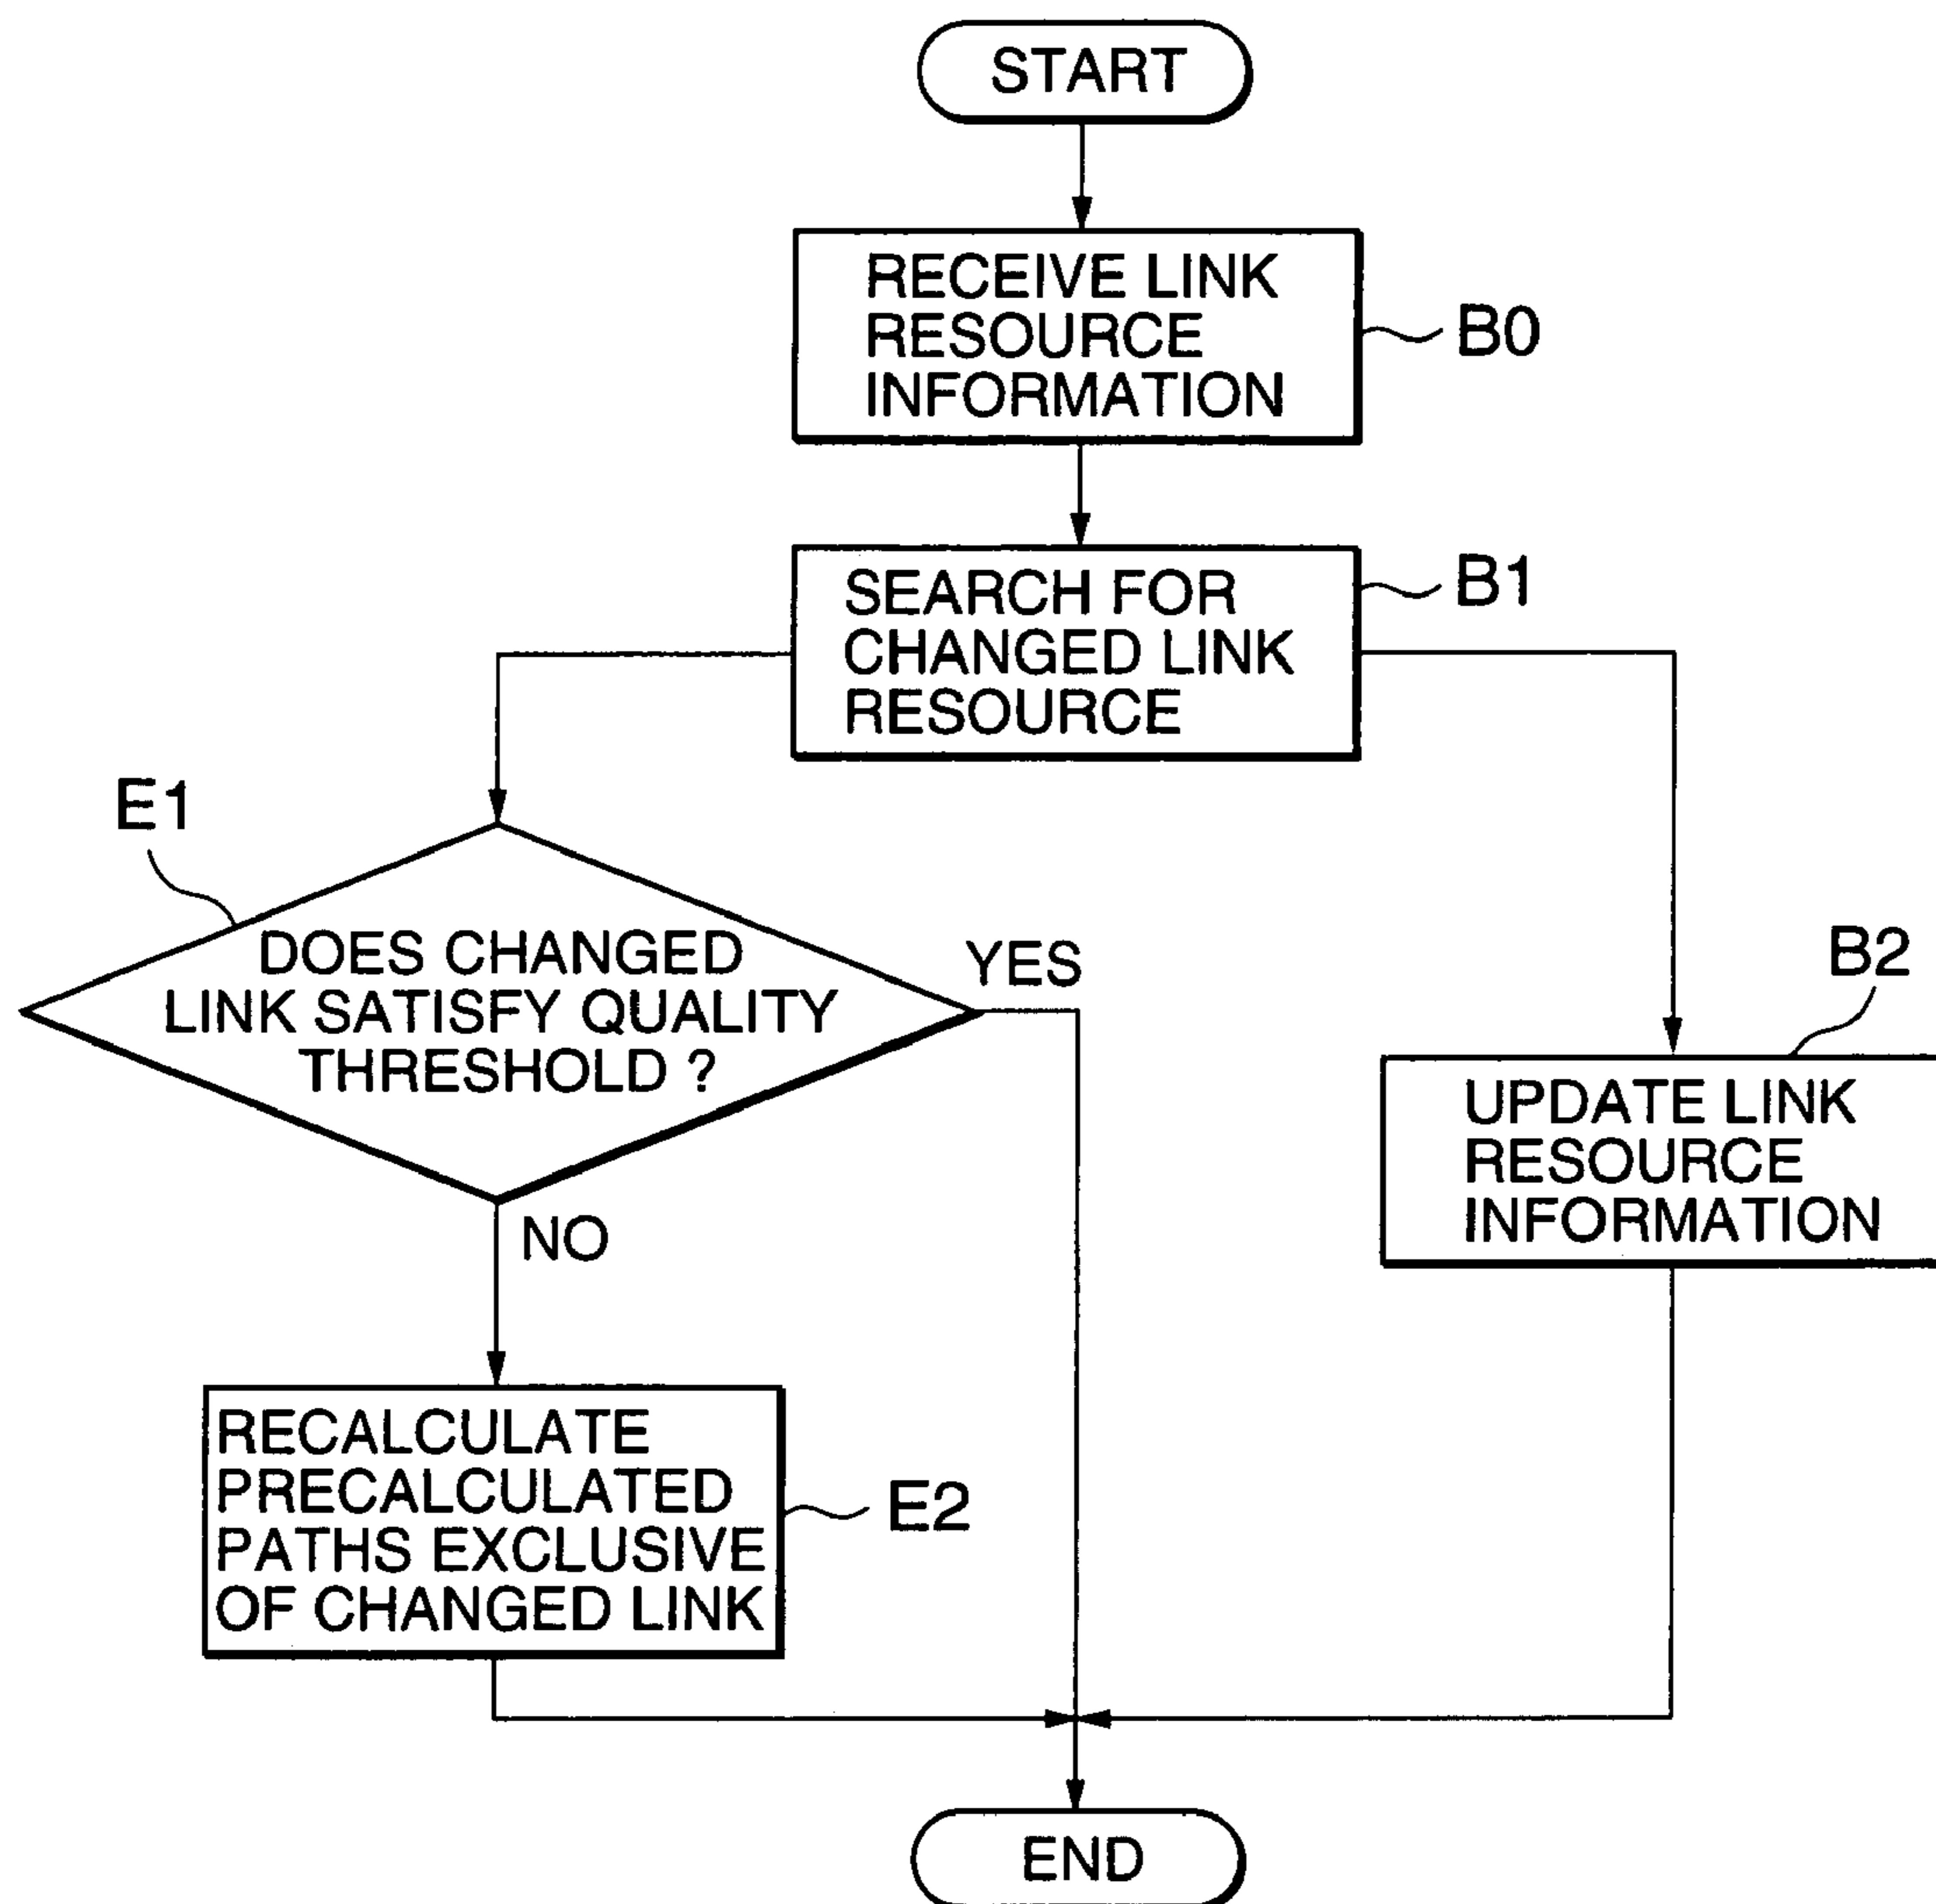 START
RECEIVE LINK
RESOURCE
INFORMATION
B0
SEARCH FOR
CHANGED LINK
RESOURCE
B1
E1
DOES CHANGED
LINK SATISFY QUALITY
THRESHOLD ?
YES
NO
B2
UPDATE LINK
RESOURCE
INFORMATION
RECALCULATE
PRECALCULATED
PATHS EXCLUSIVE
OF CHANGED LINK
E2
END